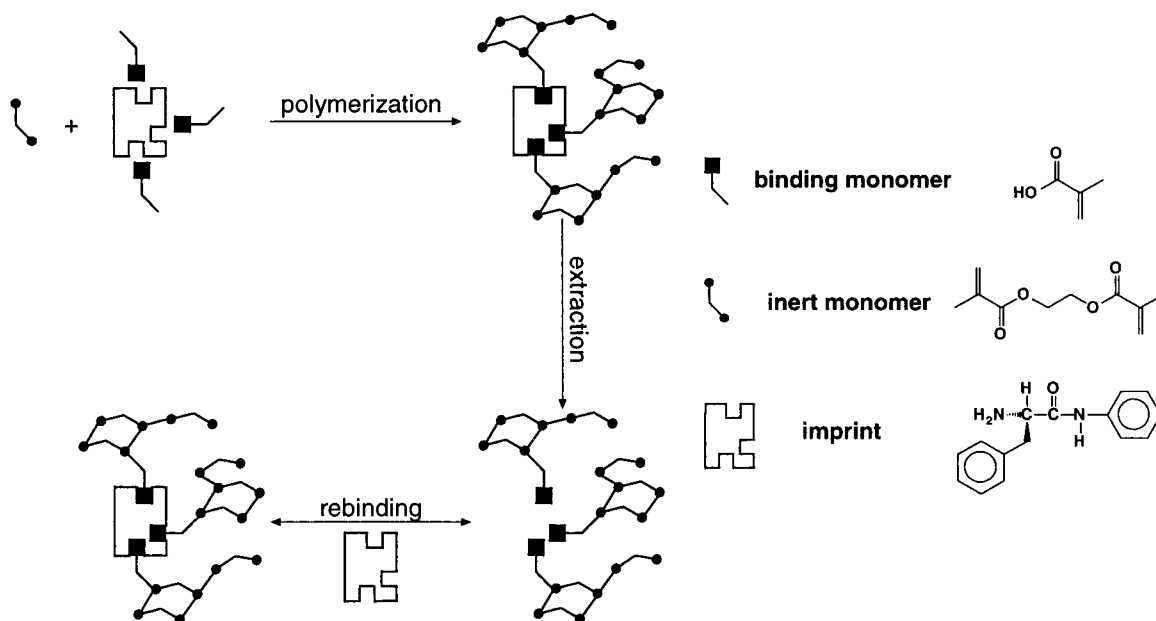 +
polymerization
extraction
rebinding
binding monomer
O
HO
inert monomer
O
O
O
O
imprint
H
O
H₂N
C
C
N
H